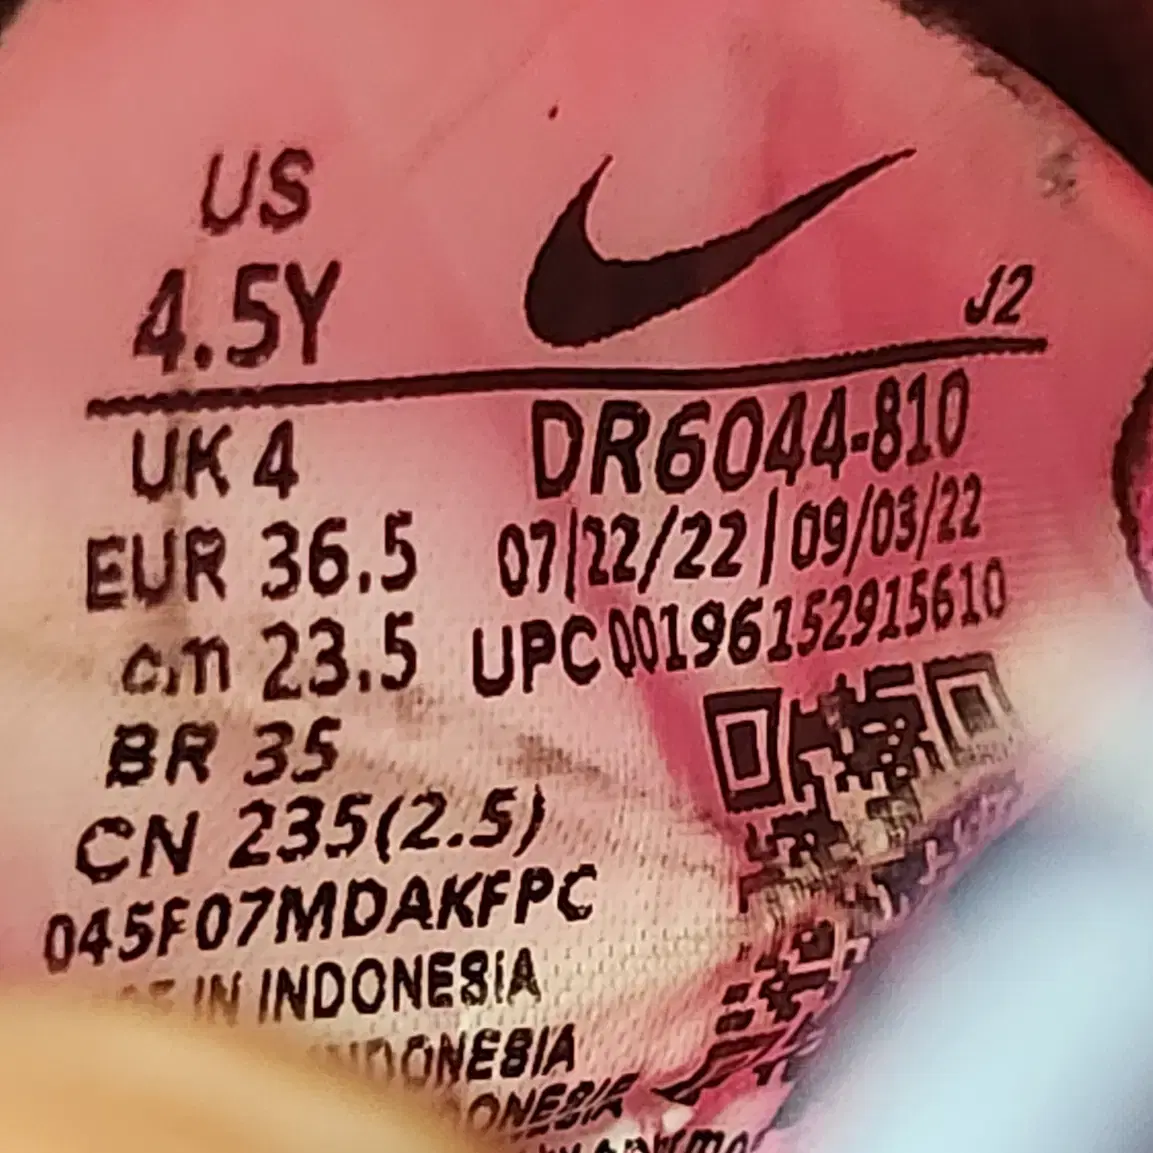 US
4.5Y
J2
UK 4
DR6044-810
EUR 36.5
07/22/22 | 09/03/22
cm 23.5
UPC 00196152915610
BR 35
CN 235(2.5)
045F07MDAKFPC
IN INDONESIA
INDONESIA